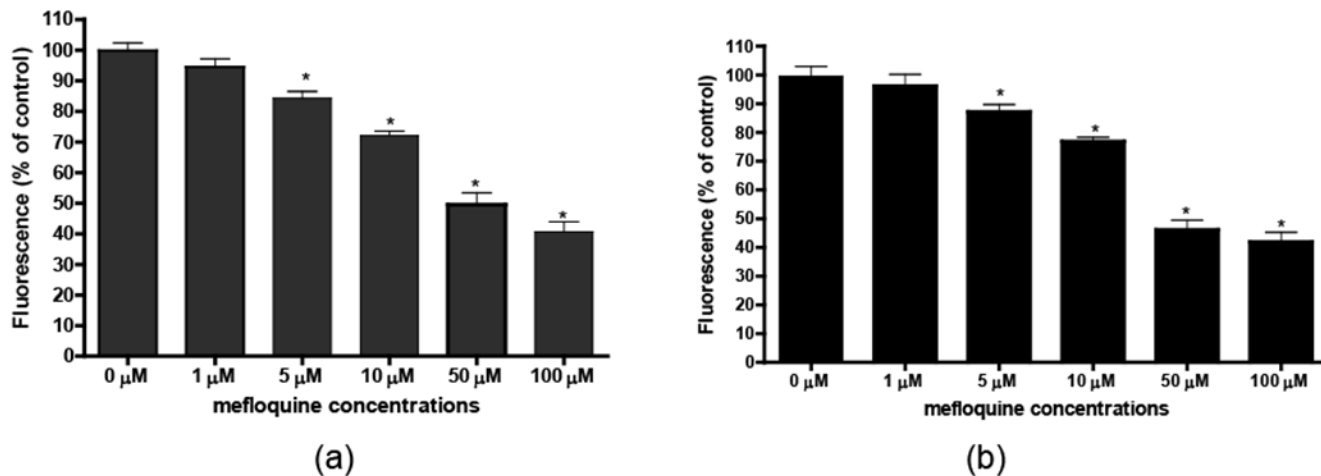 Fluorescence (% of control)
110
100
90
80
70
60
50
40
30
20
10
0
* * * *
0 μM 1 μM 5 μM 10 μM 50 μM 100 μM
mefloquine concentrations
(a)
Fluorescence (% of control)
110
100
90
80
70
60
50
40
30
20
10
0
* * * *
0 μM 1 μM 5 μM 10 μM 50 μM 100 μM
mefloquine concentrations
(b)